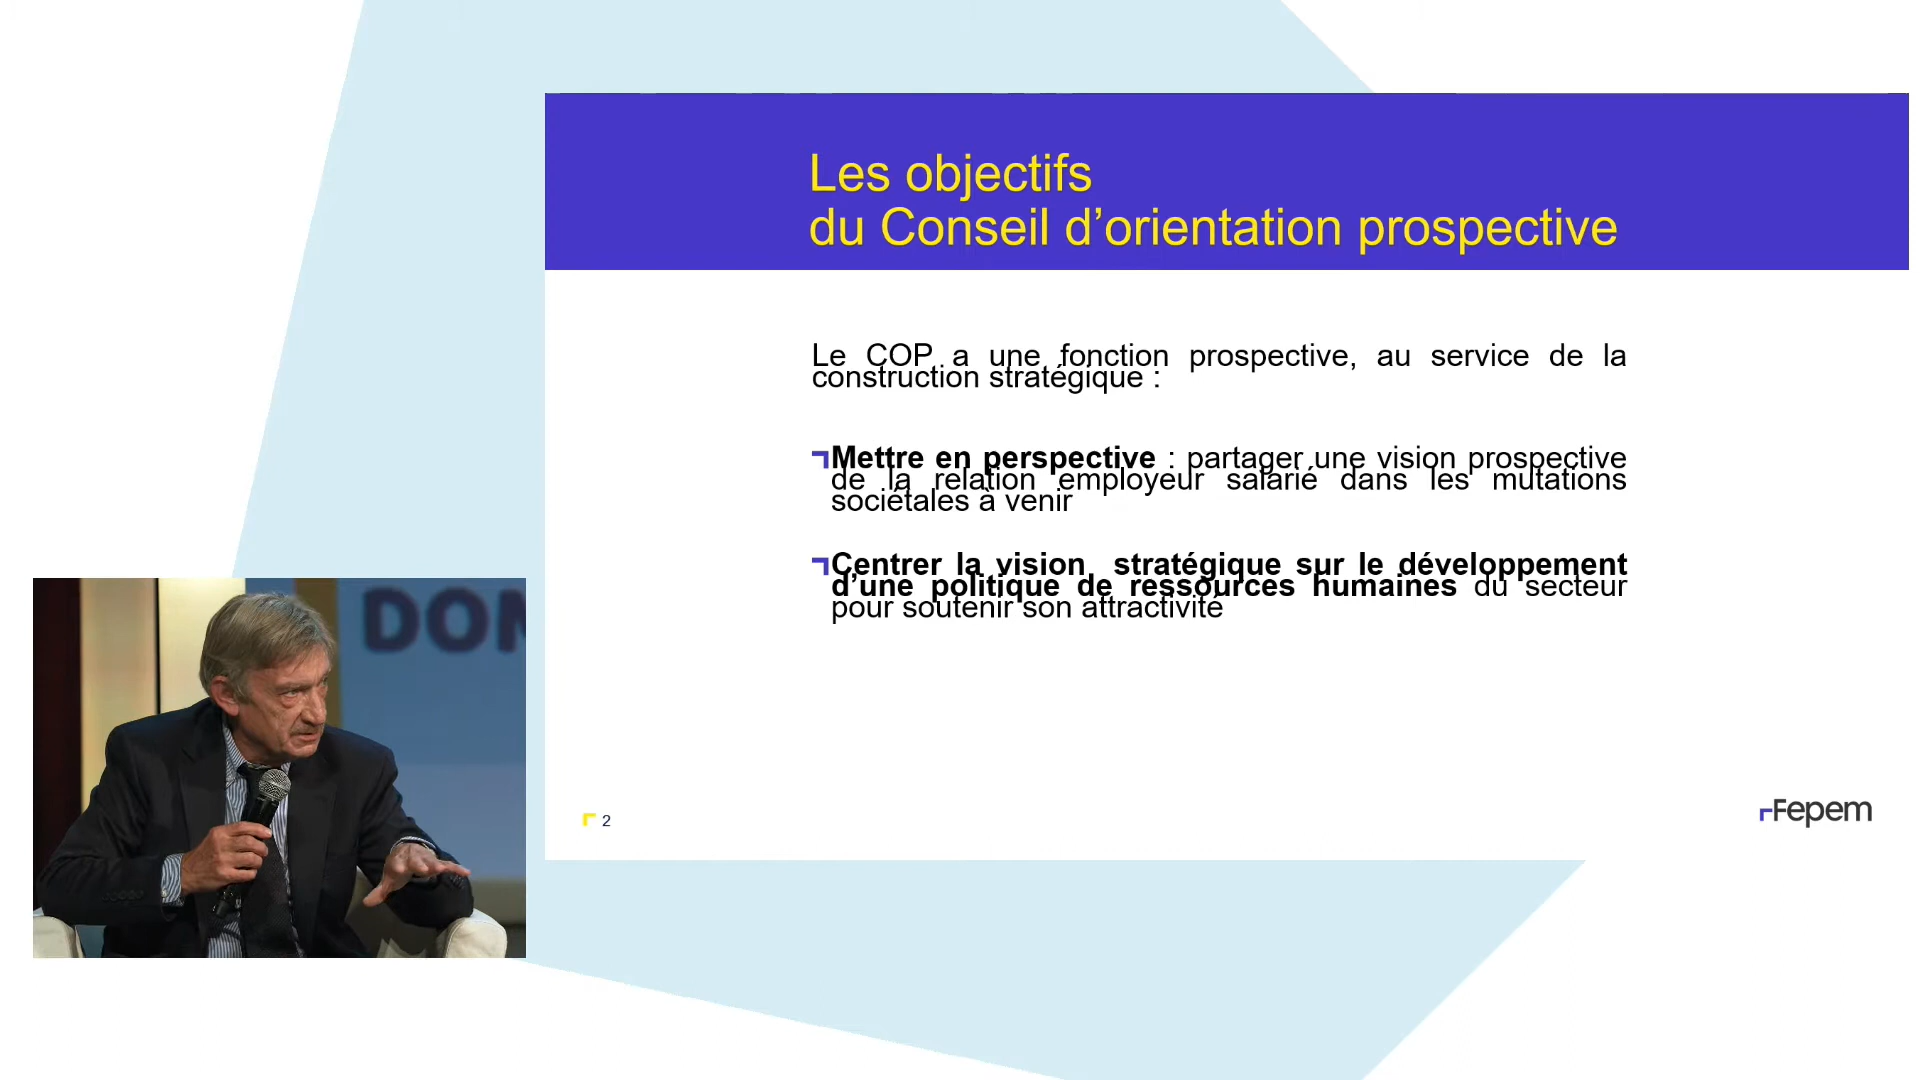 Les objectifs
du Conseil d’orientation prospective
Le COP a une fonction prospective, au service de la
construction stratégique :
Mettre en perspective : partager une vision prospective
de la relation employeur salarié dans les mutations
sociétales à venir
Centrer la vision stratégique sur le développement
d’une politique de ressources humaines du secteur
pour soutenir son attractivité
DOM
2
Fepem